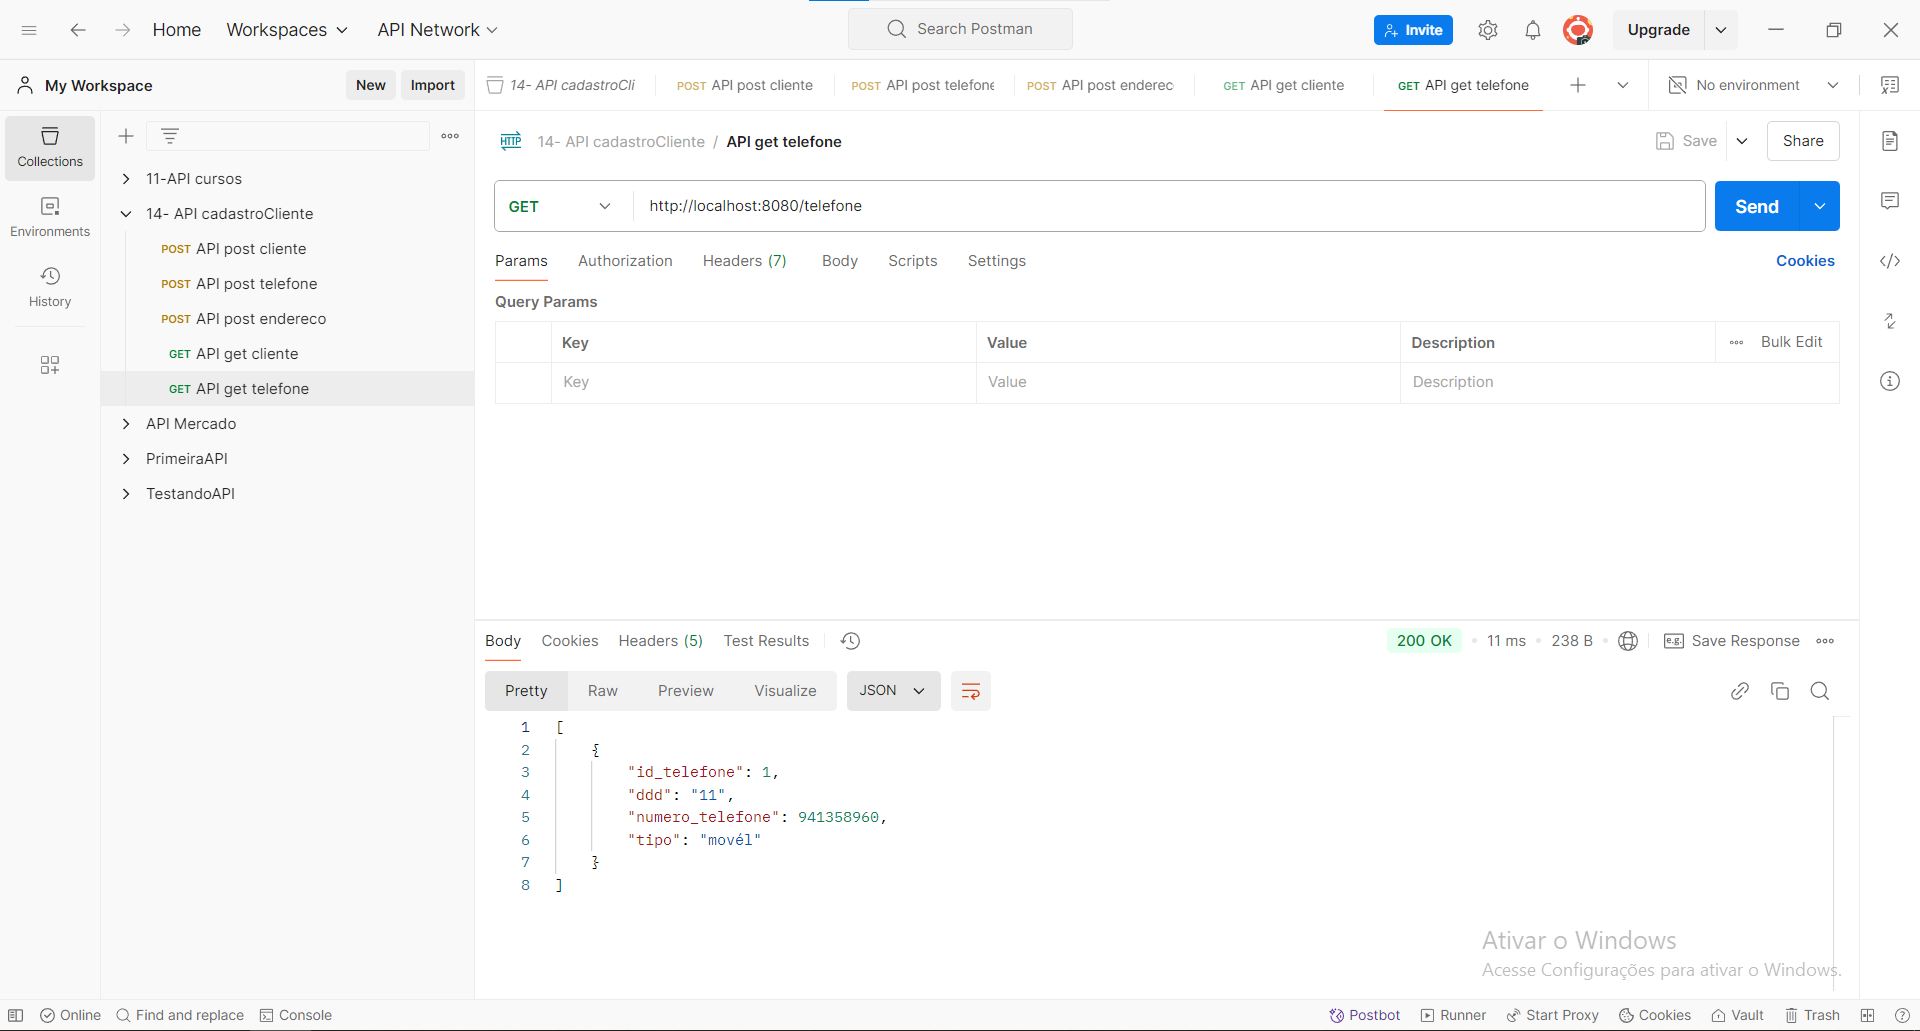 Home Workspaces API Network Search Postman Invite Upgrade
My Workspace New Import
14- API cadastroCli POST API post cliente POST API post telefone POST API post enderec GET API get cliente GET API get telefone No environment
Collections
Environments
History
11-API cursos
14- API cadastroCliente
POST API post cliente
POST API post telefone
POST API post endereco
GET API get cliente
GET API get telefone
API Mercado
PrimeiraAPI
TestandoAPI
HTTP 14- API cadastroCliente / API get telefone Save Share
GET http://localhost:8080/telefone Send
Params Authorization Headers (7) Body Scripts Settings Cookies
Query Params
Key Value Description Bulk Edit
Key Value Description
Body Cookies Headers (5) Test Results 200 OK 11 ms 238 B e.g. Save Response
Pretty Raw Preview Visualize JSON
1 [
2 {
3 "id_telefone": 1,
4 "ddd": "11",
5 "numero_telefone": 941358960,
6 "tipo": "movél"
7 }
8 ]
Ativar o Windows
Acesse Configurações para ativar o Windows.
Online Find and replace Console Postbot Runner Start Proxy Cookies Vault Trash